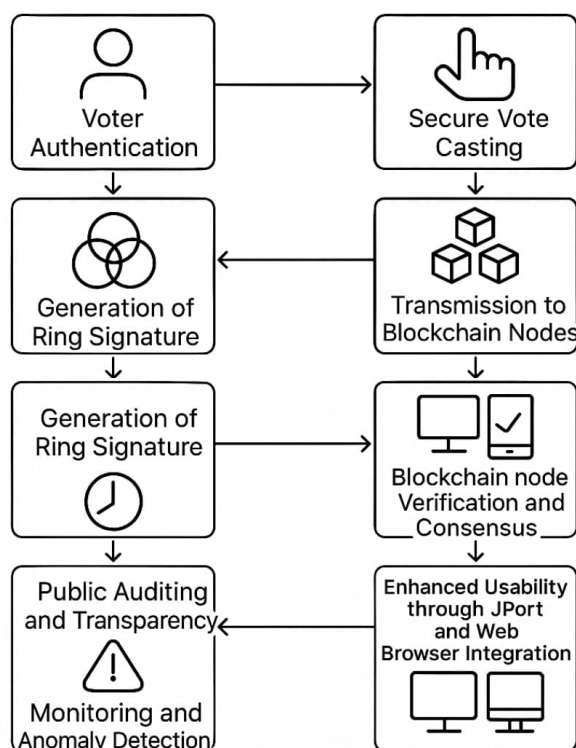 Voter
Authentication
Secure Vote
Casting
Generation of
Ring Signature
Transmission to
Blockchain Nodes
Generation of
Ring Signature
Blockchain node
Verification and
Consensus
Public Auditing
and Transparency
Monitoring and
Anomaly Detection
Enhanced Usability
through JPort
and Web
Browser Integration